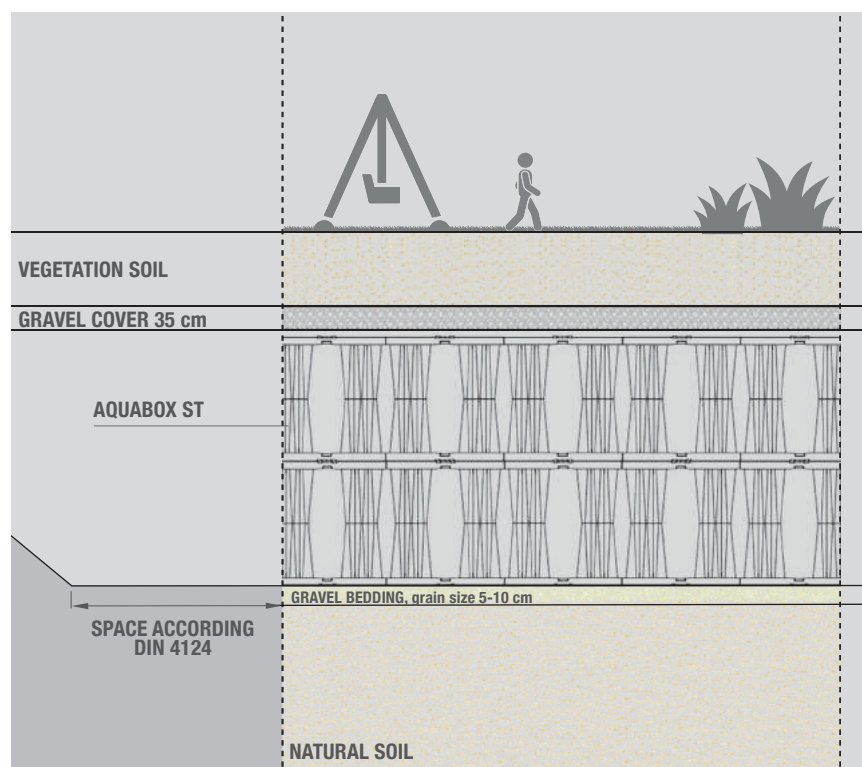 VEGETATION SOIL
GRAVEL COVER 35 cm
AQUABOX ST
GRAVEL BEDDING, grain size 5-10 cm
SPACE ACCORDING
DIN 4124
NATURAL SOIL